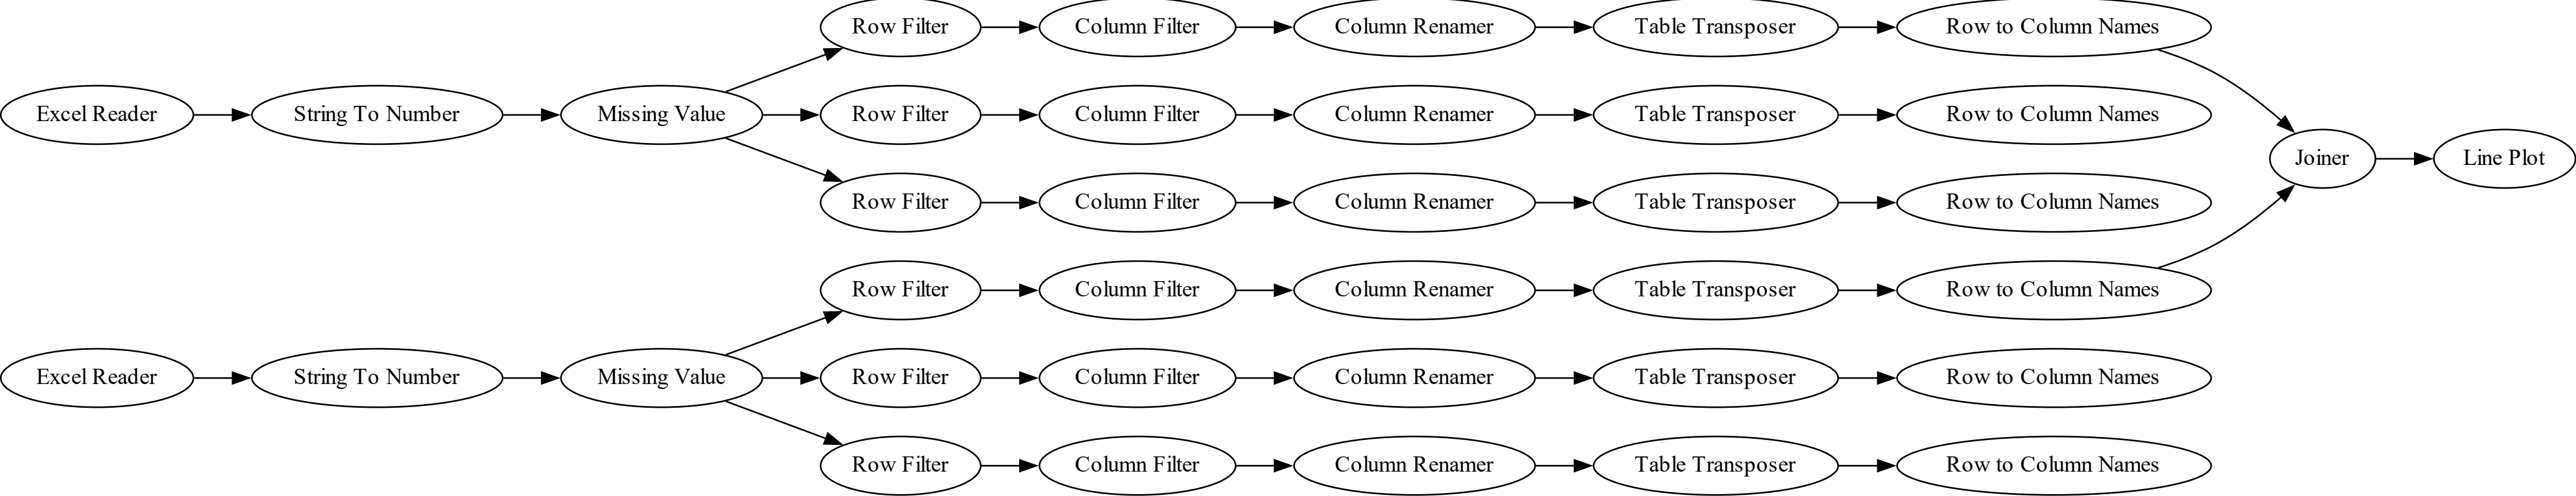 Row Filter
Column Filter
Column Renamer
Table Transposer
Row to Column Names
Excel Reader
String To Number
Missing Value
Row Filter
Column Filter
Column Renamer
Table Transposer
Row to Column Names
Joiner
Line Plot
Row Filter
Column Filter
Column Renamer
Table Transposer
Row to Column Names
Row Filter
Column Filter
Column Renamer
Table Transposer
Row to Column Names
Excel Reader
String To Number
Missing Value
Row Filter
Column Filter
Column Renamer
Table Transposer
Row to Column Names
Row Filter
Column Filter
Column Renamer
Table Transposer
Row to Column Names